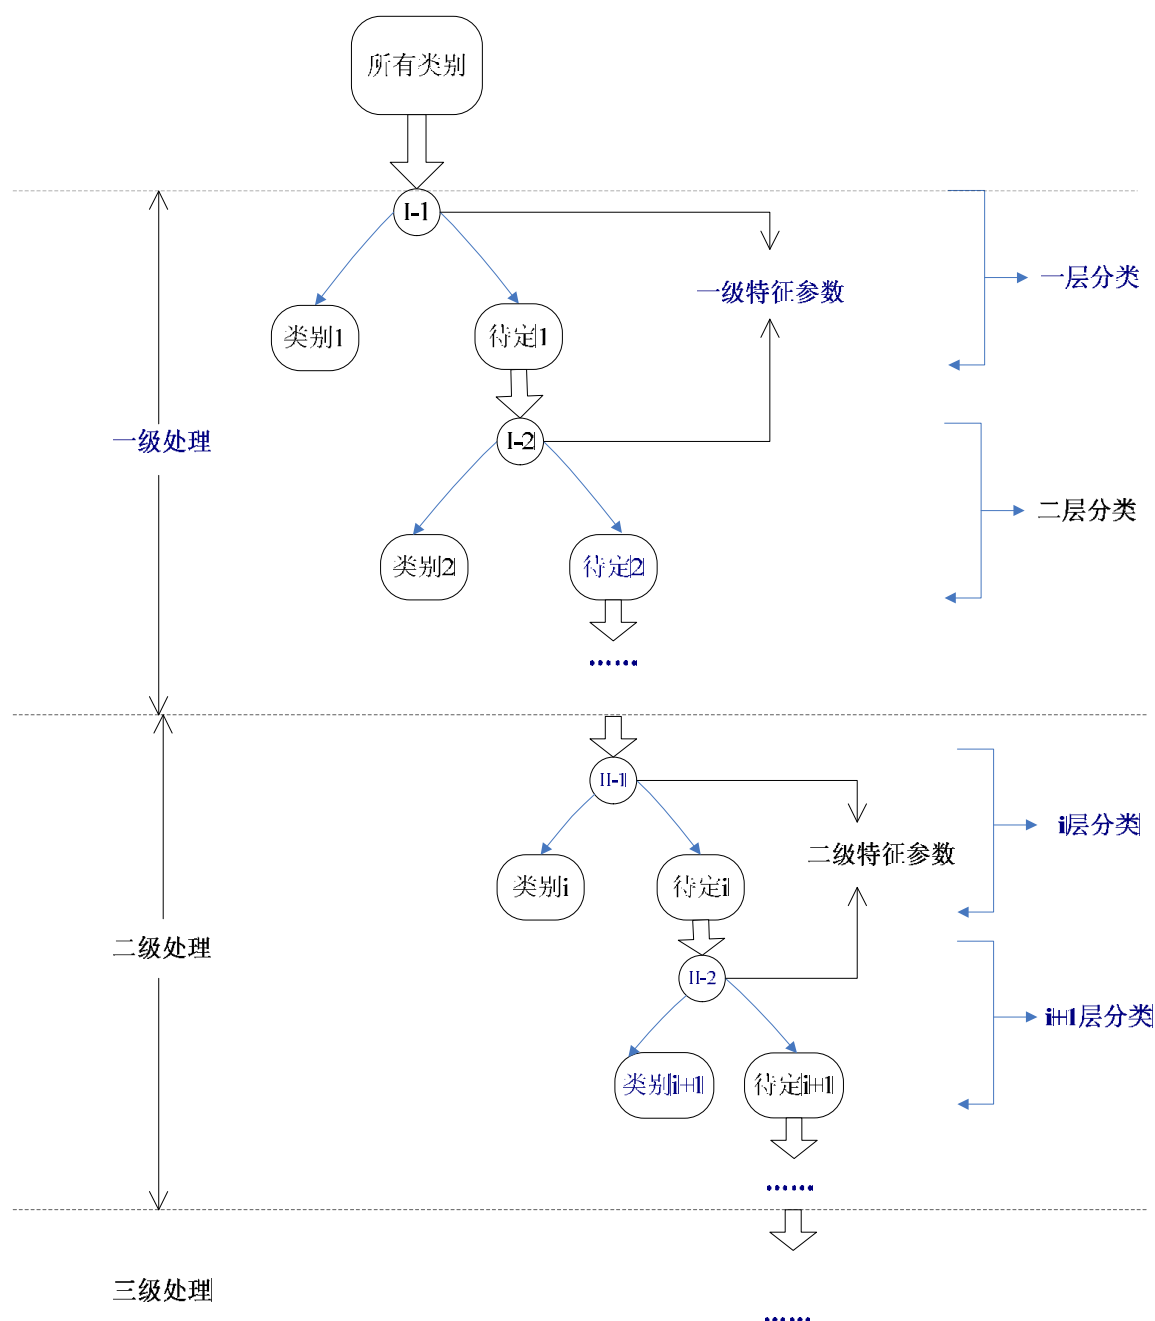 所有类别
I-1
一级特征参数
一层分类
类别1
待定1
一级处理
I-2
二层分类
类别2
待定2
......
II-1
i层分类
二级特征参数
类别i
待定i
二级处理
II-2
i+1层分类
类别i+1
待定i+1
......
三级处理
......